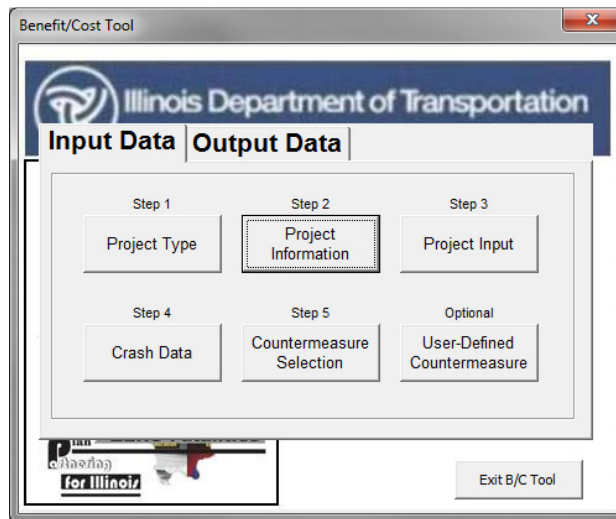 Benefit/Cost Tool
Illinois Department of Transportation
Input Data
Output Data
Step 1
Step 2
Step 3
Project Type
Project
Information
Project Input
Step 4
Step 5
Optional
Crash Data
Countermeasure
Selection
User-Defined
Countermeasure
Plan
Partnering
for Illinois
Exit B/C Tool